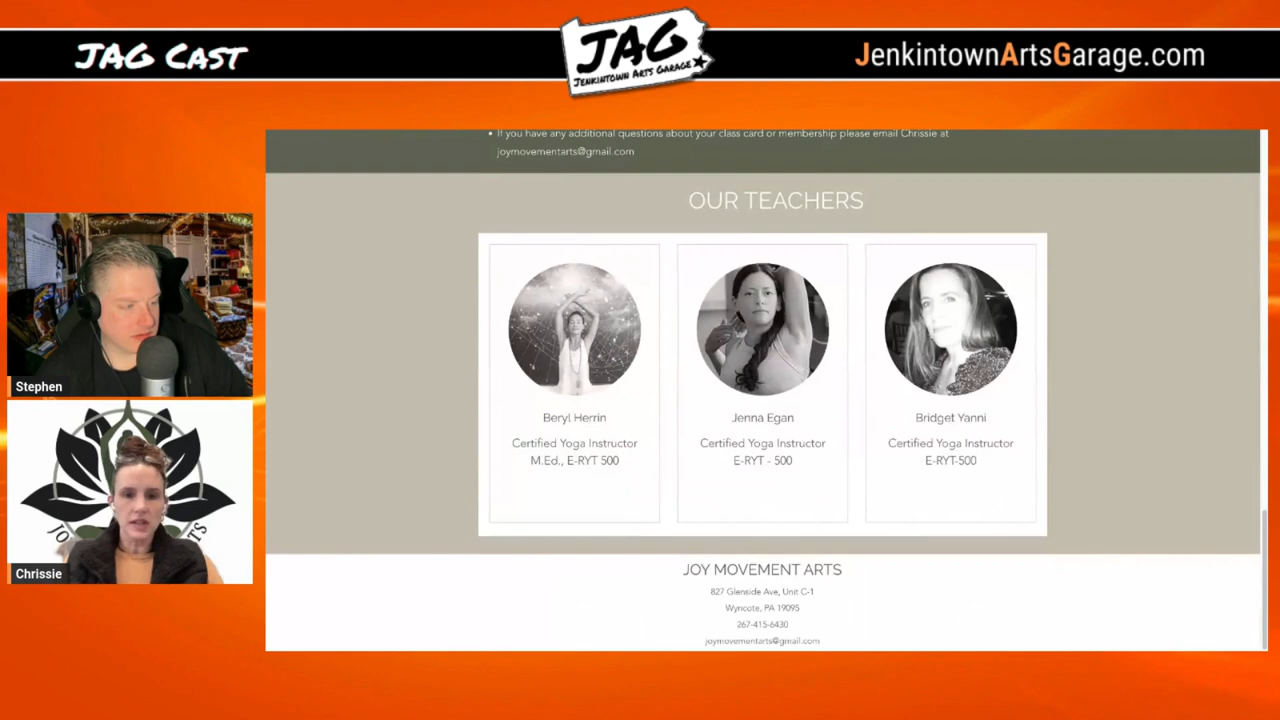 JAG CAST
JAG
JENKINTOWN ARTS GARAGE
JenkintownArtsGarage.com
• If you have any additional questions about your class card or membership please email Chrissie at
joymovementarts@gmail.com
OUR TEACHERS
Beryl Herrin
Certified Yoga Instructor
M.Ed., E-RYT 500
Jenna Egan
Certified Yoga Instructor
E-RYT - 500
Bridget Yanni
Certified Yoga Instructor
E-RYT-500
Stephen
JO
TS
Chrissie
JOY MOVEMENT ARTS
827 Glenside Ave, Unit C-1
Wyncote, PA 19095
267-415-6430
joymovementarts@gmail.com